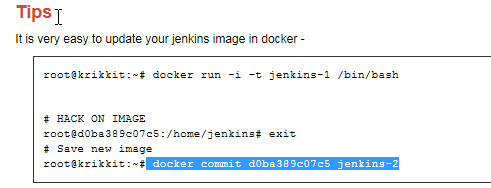 Tips
It is very easy to update your jenkins image in docker -
root@krikkit:~# docker run -i -t jenkins-1 /bin/bash
# HACK ON IMAGE
root@d0ba389c07c5:/home/jenkins# exit
# Save new image
root@krikkit:~# docker commit d0ba389c07c5 jenkins-2